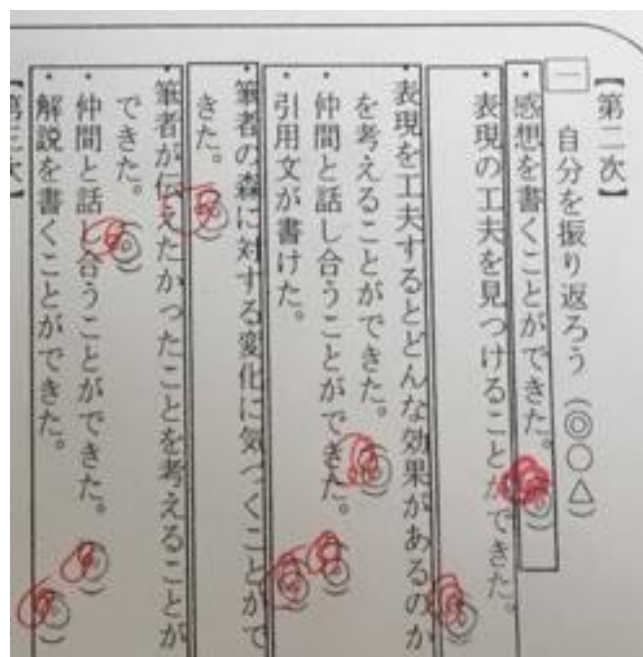 【第二次】
一 自分を振り返ろう (◎○△)
・感想を書くことができた。(◎)
・表現の工夫を見つけることができた。(◎)
・表現を工夫するとどんな効果があるのか
を考えることができた。(◎)
・仲間と話し合うことができた。(◎)
・引用文が書けた。(◎)
・筆者の森に対する変化に気づくことがで
きた。(◎)
・筆者が伝えたかったことを考えることが
できた。(◎)
・仲間と話し合うことができた。(◎)
・解説を書くことができた。(◎)
【第三次】